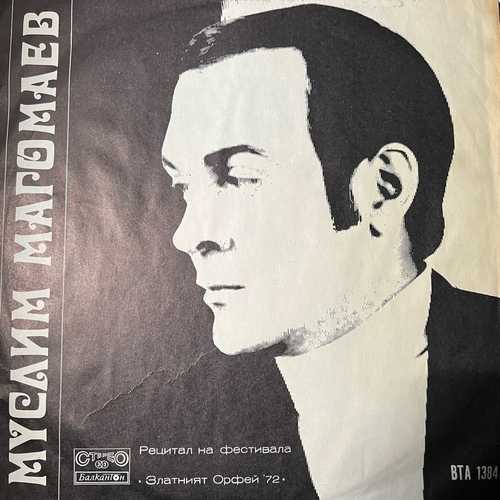 МУСЛИМ МАГОМАЕВ
СТЕРЕО
Балкантон
Рецитал на фестивала
• Златният Орфей '72 •
ВТА 1384